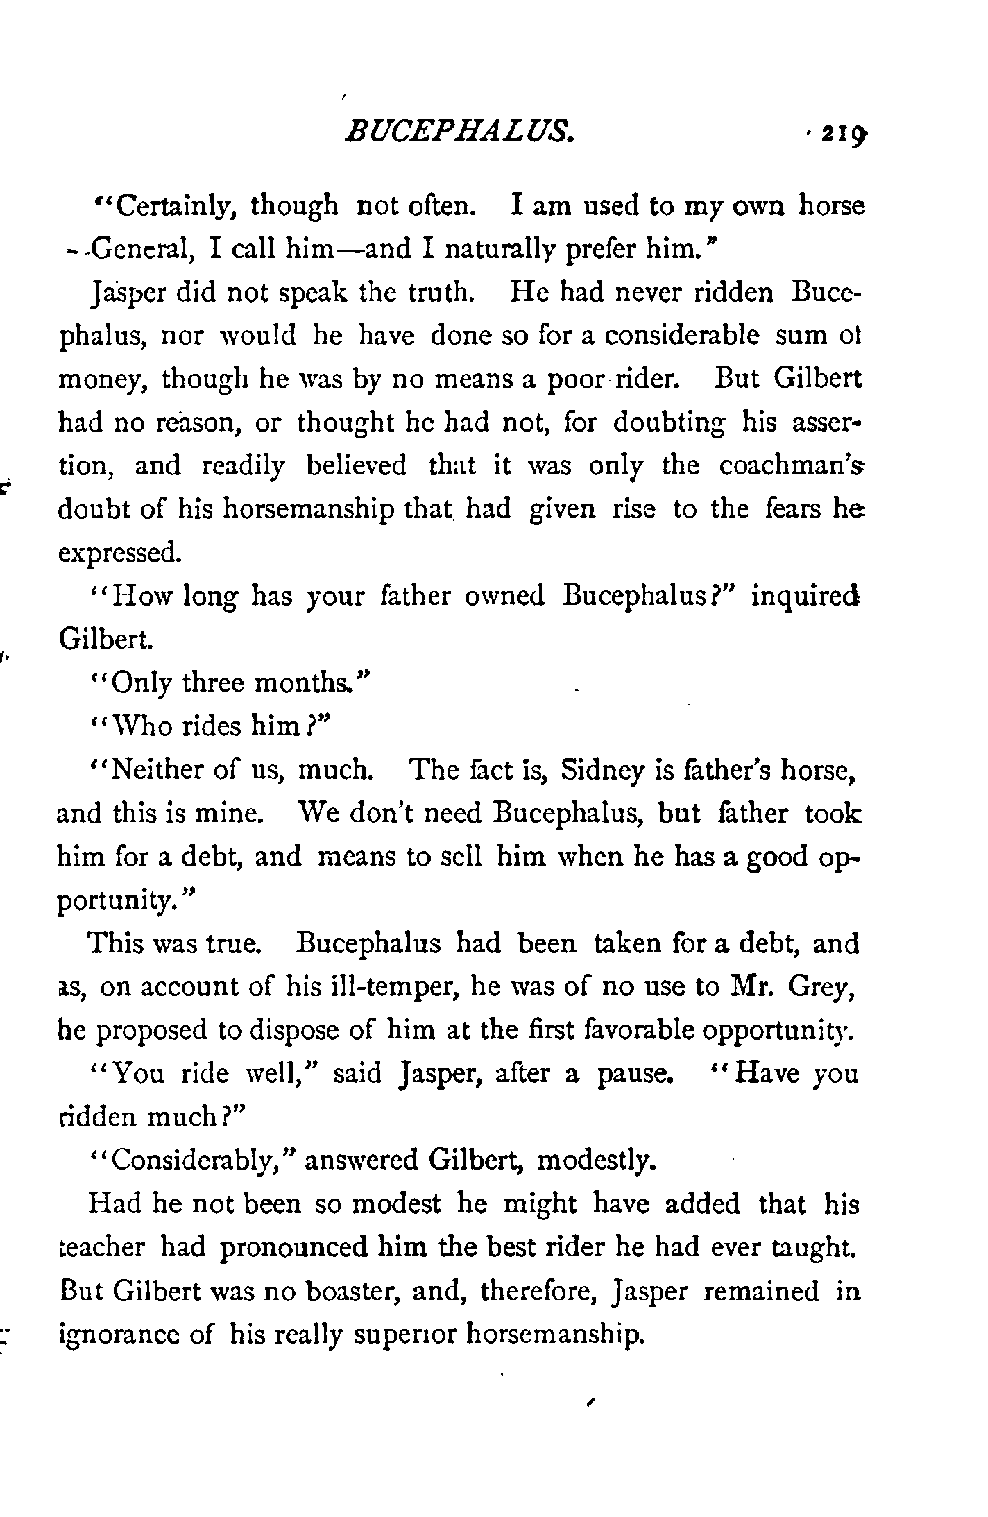 BUCEPHALUS. 219
"Certainly, though not often. I am used to my own horse
--General, I call him—and I naturally prefer him."
Jasper did not speak the truth. He had never ridden Buce-
phalus, nor would he have done so for a considerable sum of
money, though he was by no means a poor rider. But Gilbert
had no reason, or thought he had not, for doubting his asser-
tion, and readily believed that it was only the coachman's
doubt of his horsemanship that had given rise to the fears he
expressed.
"How long has your father owned Bucephalus?" inquired
Gilbert.
"Only three months."
"Who rides him?"
"Neither of us, much. The fact is, Sidney is father's horse,
and this is mine. We don't need Bucephalus, but father took
him for a debt, and means to sell him when he has a good op-
portunity."
This was true. Bucephalus had been taken for a debt, and
as, on account of his ill-temper, he was of no use to Mr. Grey,
he proposed to dispose of him at the first favorable opportunity.
"You ride well," said Jasper, after a pause. "Have you
ridden much?"
"Considerably," answered Gilbert, modestly.
Had he not been so modest he might have added that his
teacher had pronounced him the best rider he had ever taught.
But Gilbert was no boaster, and, therefore, Jasper remained in
ignorance of his really superior horsemanship.